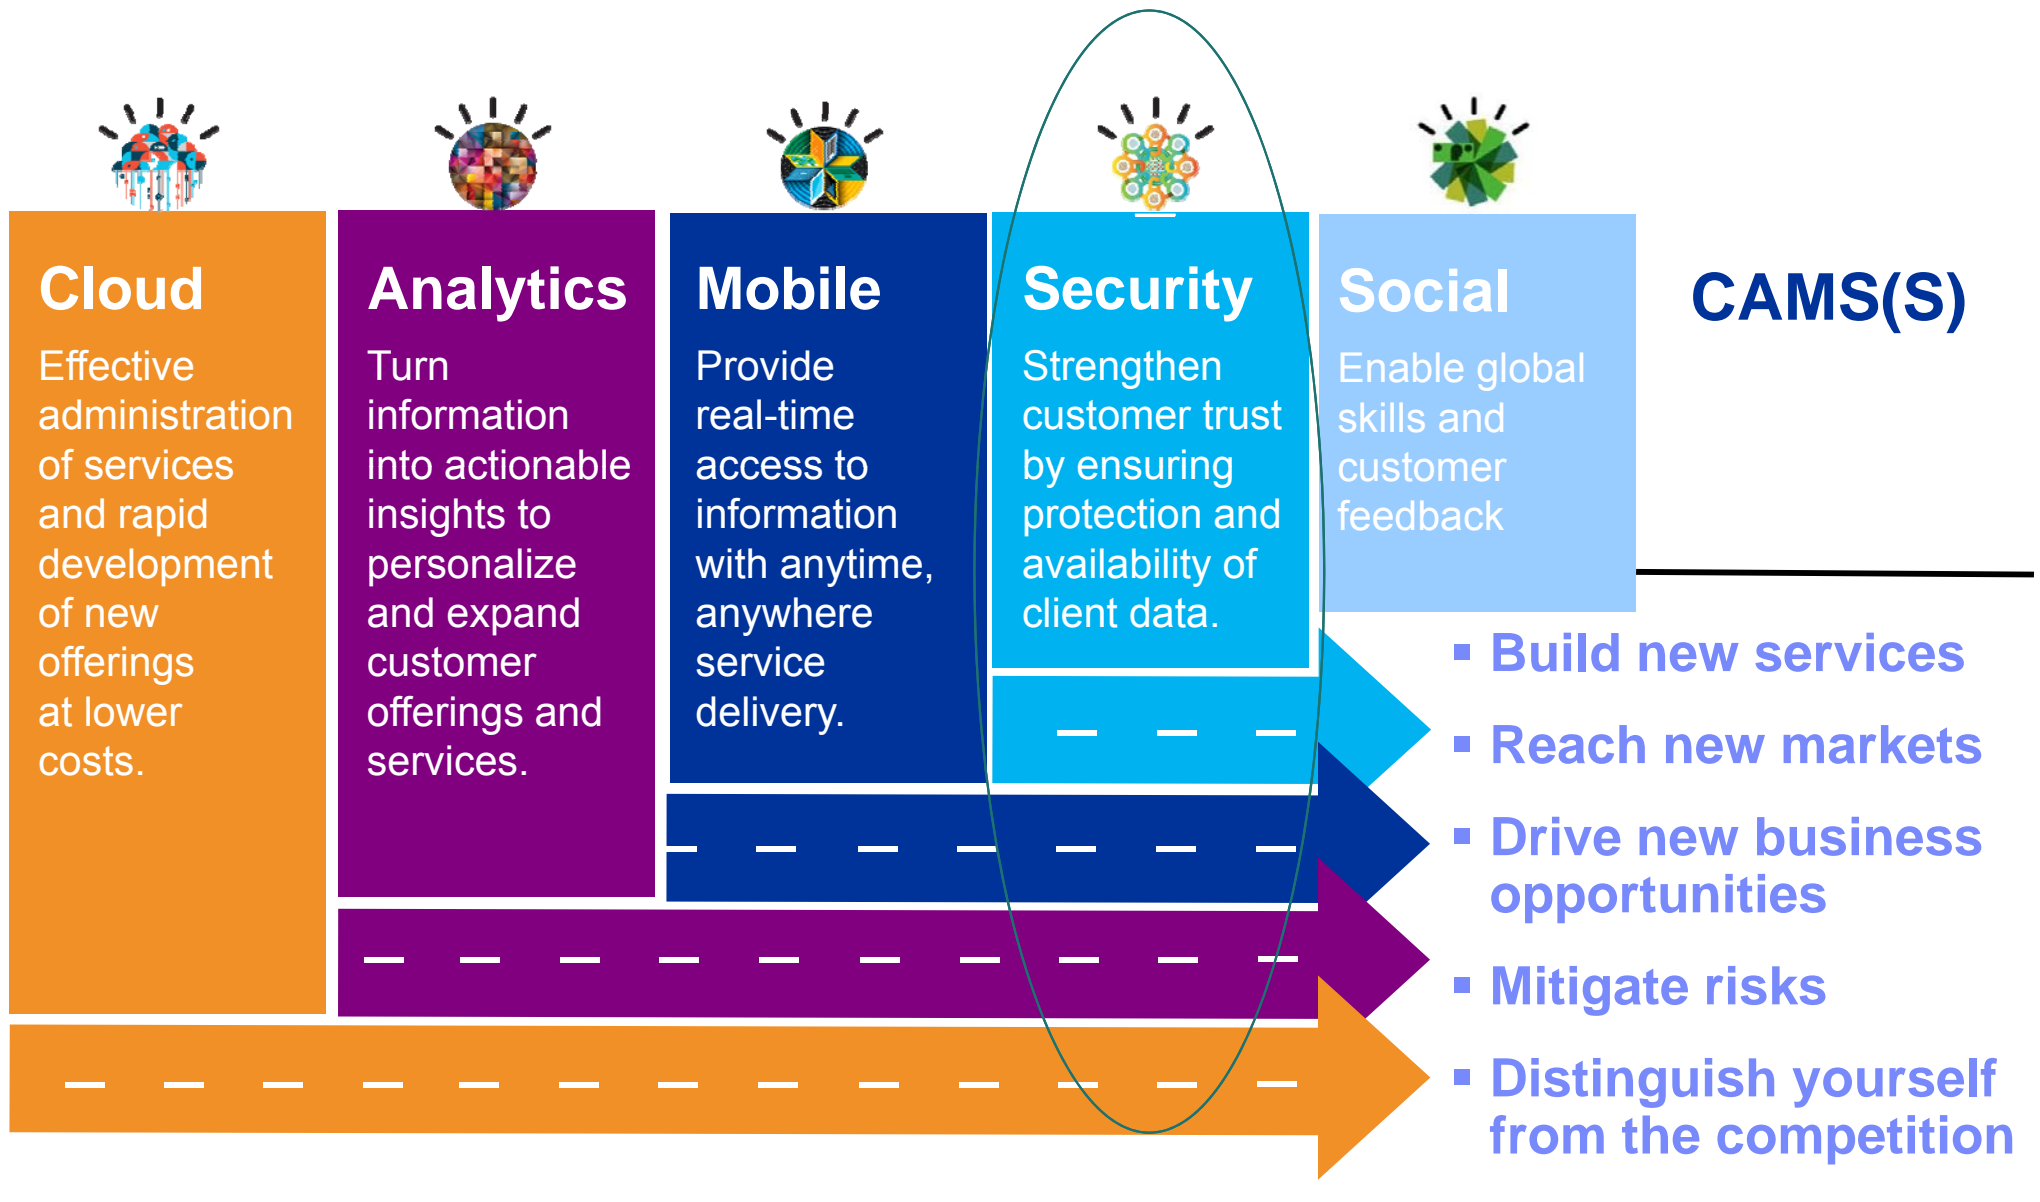 Cloud
Effective
administration
of services
and rapid
development
of new
offerings
at lower
costs.
Analytics
Turn
information
into actionable
insights to
personalize
and expand
customer
offerings and
services.
Mobile
Provide
real-time
access to
information
with anytime,
anywhere
service
delivery.
Security
Strengthen
customer trust
by ensuring
protection and
availability of
client data.
Social
Enable global
skills and
customer
feedback
CAMS(S)
▪ Build new services
▪ Reach new markets
▪ Drive new business
opportunities
▪ Mitigate risks
▪ Distinguish yourself
from the competition